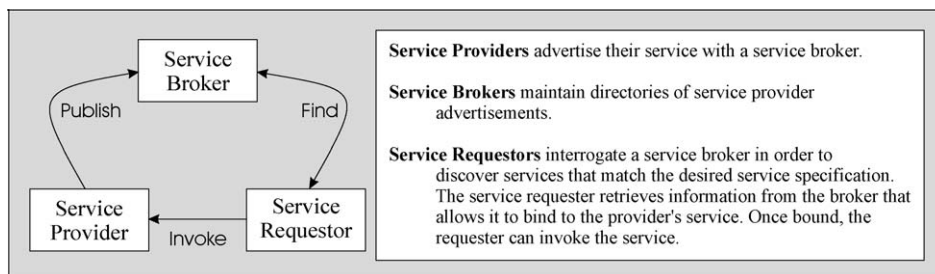 Service
Broker
Publish
Find
Service
Provider
Invoke
Service
Requestor
Service Providers advertise their service with a service broker.
Service Brokers maintain directories of service provider
advertisements.
Service Requestors interrogate a service broker in order to
discover services that match the desired service specification.
The service requester retrieves information from the broker that
allows it to bind to the provider's service. Once bound, the
requester can invoke the service.